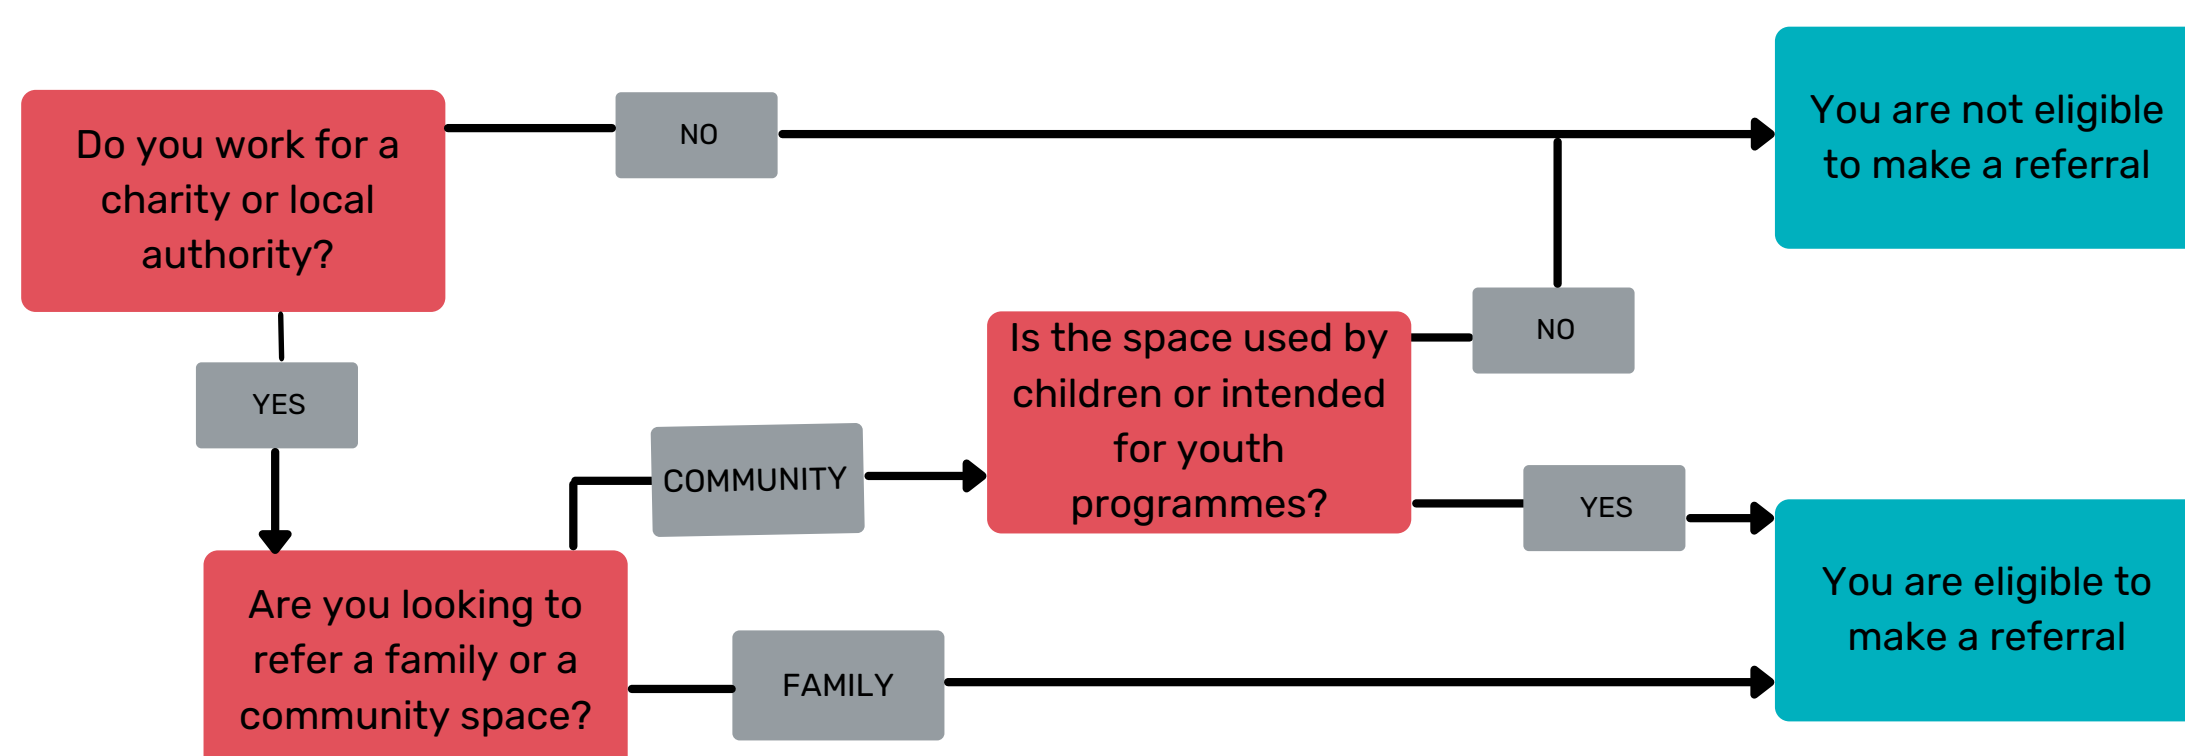 Do you work for a
charity or local
authority?
NO
You are not eligible
to make a referral
YES
COMMUNITY
Is the space used by
children or intended
for youth
programmes?
NO
YES
Are you looking to
refer a family or a
community space?
FAMILY
You are eligible to
make a referral